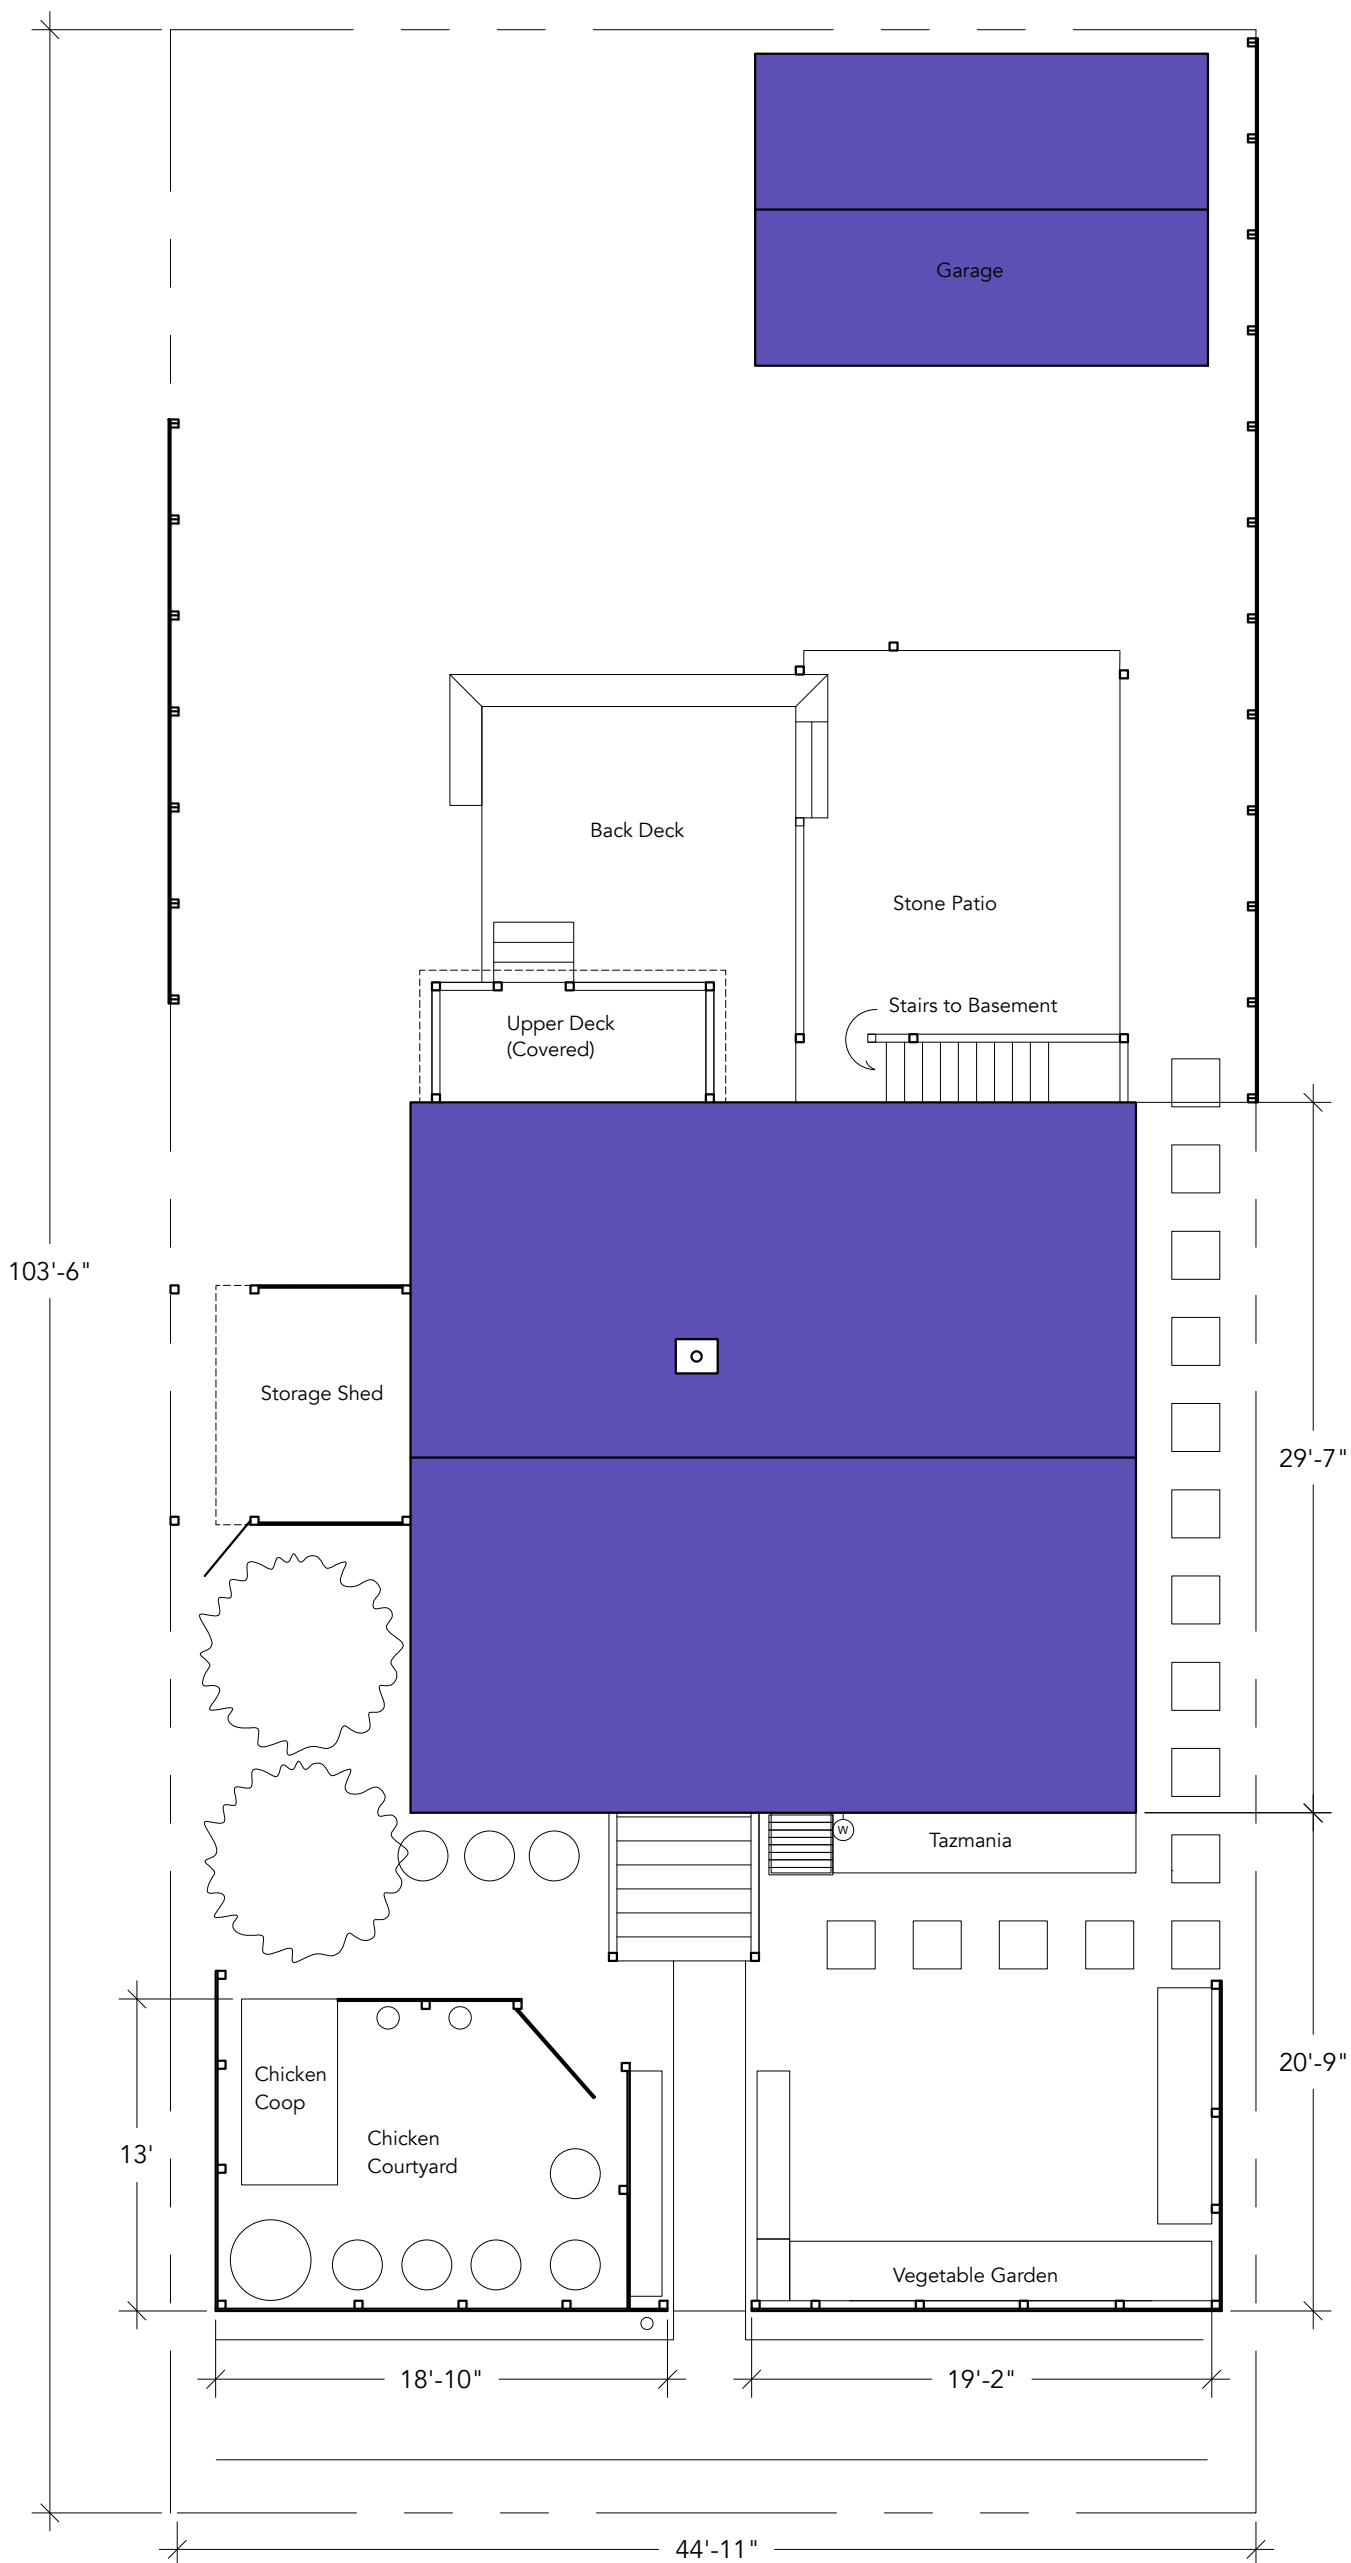 Garage
Back Deck
Stone Patio
Stairs to Basement
Upper Deck
(Covered)
103'-6"
Storage Shed
29'-7"
W
Tazmania
20'-9"
Chicken
Coop
Chicken
Courtyard
13'
Vegetable Garden
18'-10"
19'-2"
44'-11"